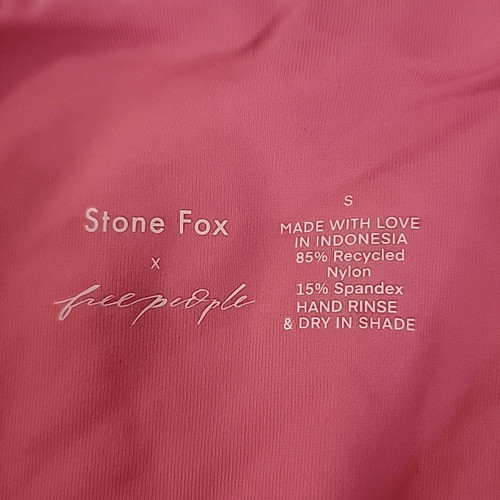 Stone Fox
x
free people
S
MADE WITH LOVE
IN INDONESIA
85% Recycled
Nylon
15% Spandex
HAND RINSE
& DRY IN SHADE